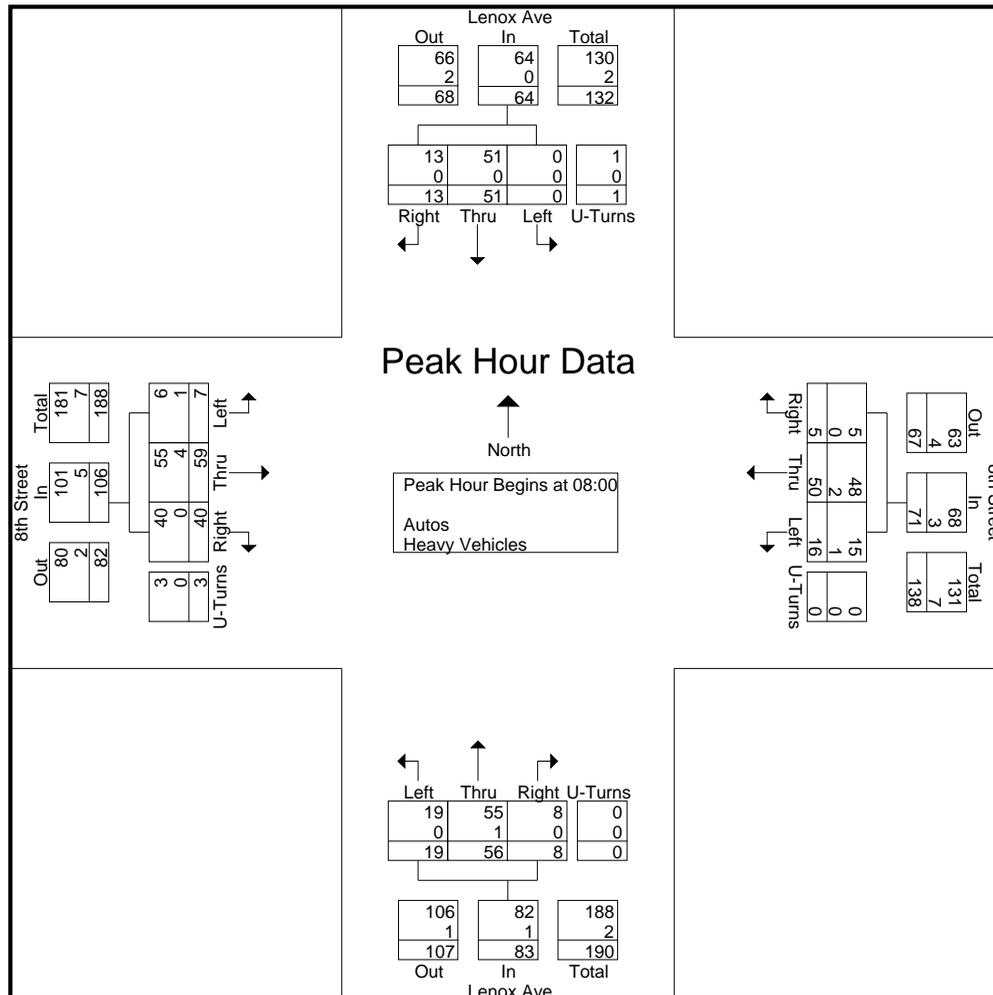 Lenox Ave
Out In Total
66 64 130
2 0 2
68 64 132
13 51 0 1
0 0 0 0
13 51 0 1
Right Thru Left U-Turns
Peak Hour Data
North
Peak Hour Begins at 08:00
Autos
Heavy Vehicles
8th Street
Total In Out
181 101 80
7 5 2
188 106 82
6 55 40 3
1 4 0 0
7 59 40 3
Left Thru Right U-Turns
Out In Total
63 68 131
4 3 7
67 71 138
5 48 15 0
0 2 1 0
5 50 16 0
Right Thru Left U-Turns
Left Thru Right U-Turns
19 55 8 0
0 1 0 0
19 56 8 0
106 82 188
1 1 2
107 83 190
Out In Total
Lenox Ave